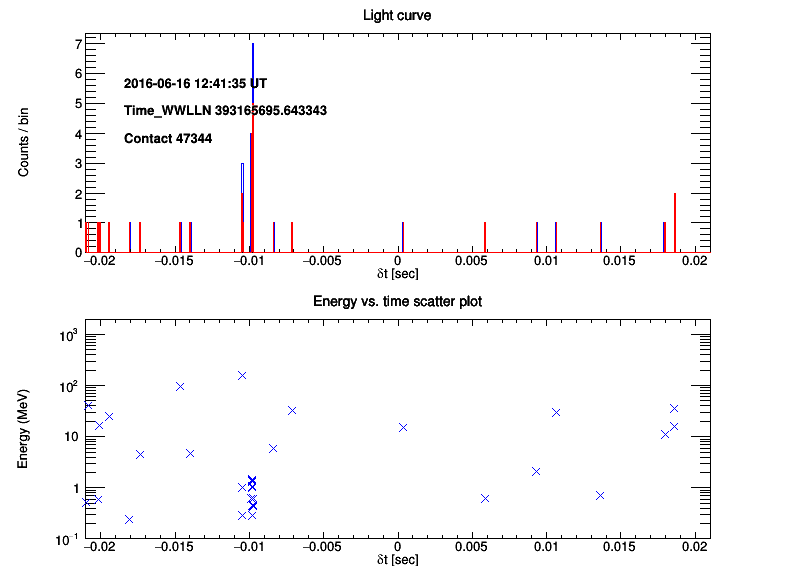 Light curve
Counts / bin
7
6
5
4
3
2
1
0
2016-06-16 12:41:35 UT
Time_WWLLN 393165695.643343
Contact 47344
−0.02 −0.015 −0.01 −0.005 0 0.005 0.01 0.015 0.02
δt [sec]
Energy vs. time scatter plot
Energy (MeV)
10³
10²
10
1
10⁻¹
−0.02 −0.015 −0.01 −0.005 0 0.005 0.01 0.015 0.02
δt [sec]